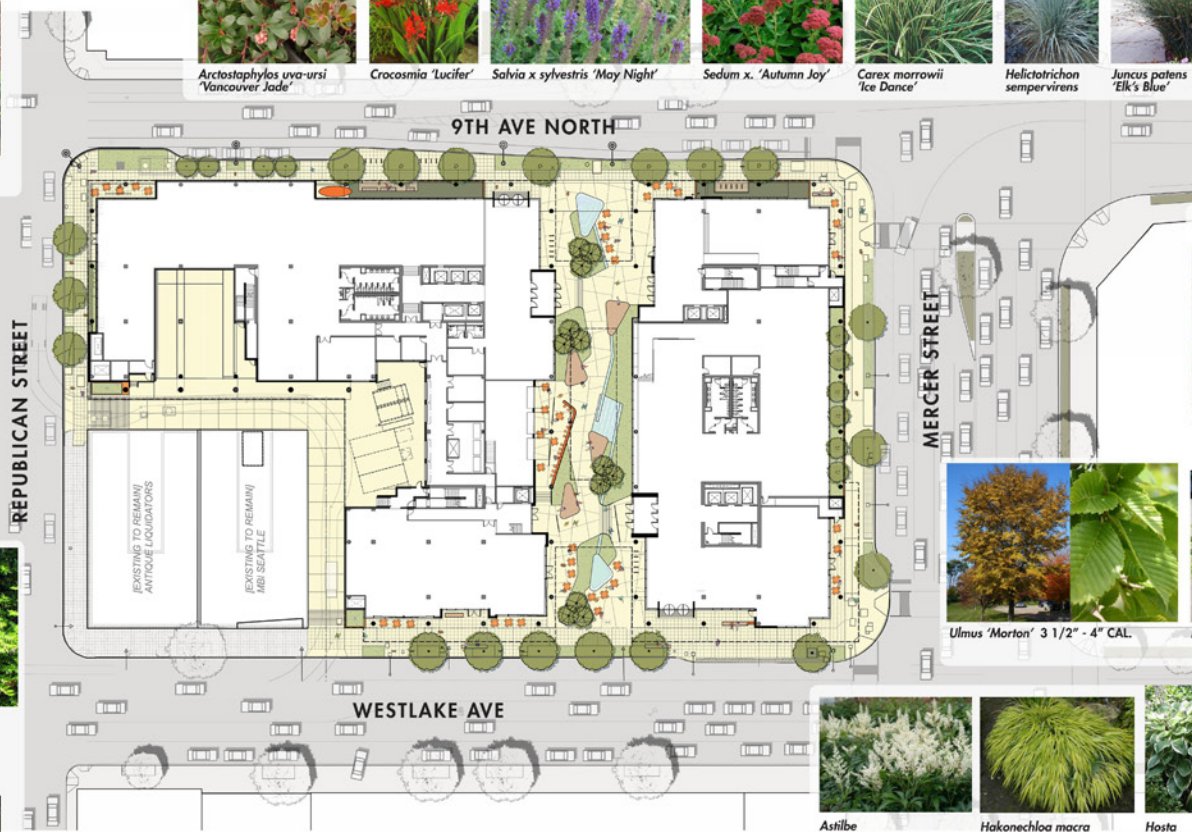 Arctostaphylos uva-ursi
'Vancouver Jade'
Crocosmia 'Lucifer'
Salvia x sylvestris 'May Night'
Sedum x. 'Autumn Joy'
Carex morrowii
'Ice Dance'
Helictotrichon
sempervirens
Juncus patens
'Elk's Blue'
9TH AVE NORTH
REPUBLICAN STREET
MERCER STREET
[EXISTING TO REMAIN]
ANTIQUE LIQUIDATORS
[EXISTING TO REMAIN]
MBI SEATTLE
Ulmus 'Morton' 3 1/2" - 4" CAL.
WESTLAKE AVE
Astilbe
Hakonechloa macra
Hosta